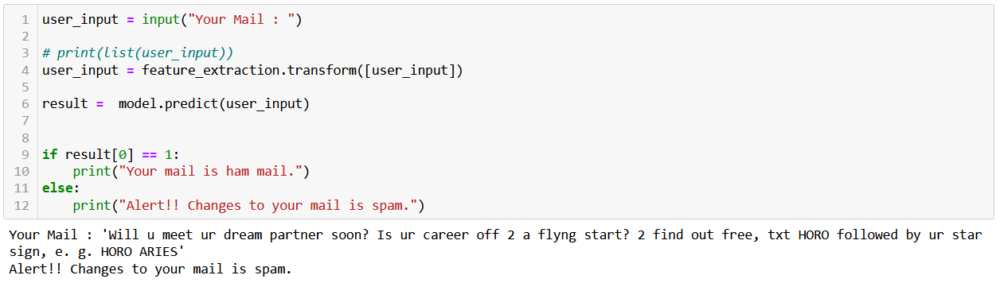 1 user_input = input("Your Mail : ")
2
3 # print(list(user_input))
4 user_input = feature_extraction.transform([user_input])
5
6 result =  model.predict(user_input)
7
8
9 if result[0] == 1:
10     print("Your mail is ham mail.")
11 else:
12     print("Alert!! Changes to your mail is spam.")
Your Mail : 'Will u meet ur dream partner soon? Is ur career off 2 a flyng start? 2 find out free, txt HORO followed by ur star
sign, e. g. HORO ARIES'
Alert!! Changes to your mail is spam.